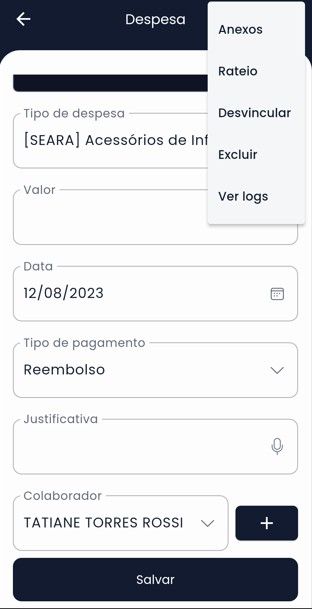 Despesa
Anexos
Rateio
Desvincular
Excluir
Ver logs
Tipo de despesa
[SEARA] Acessórios de Inf
Valor
Data
12/08/2023
Tipo de pagamento
Reembolso
Justificativa
Colaborador
TATIANE TORRES ROSSI
+
Salvar